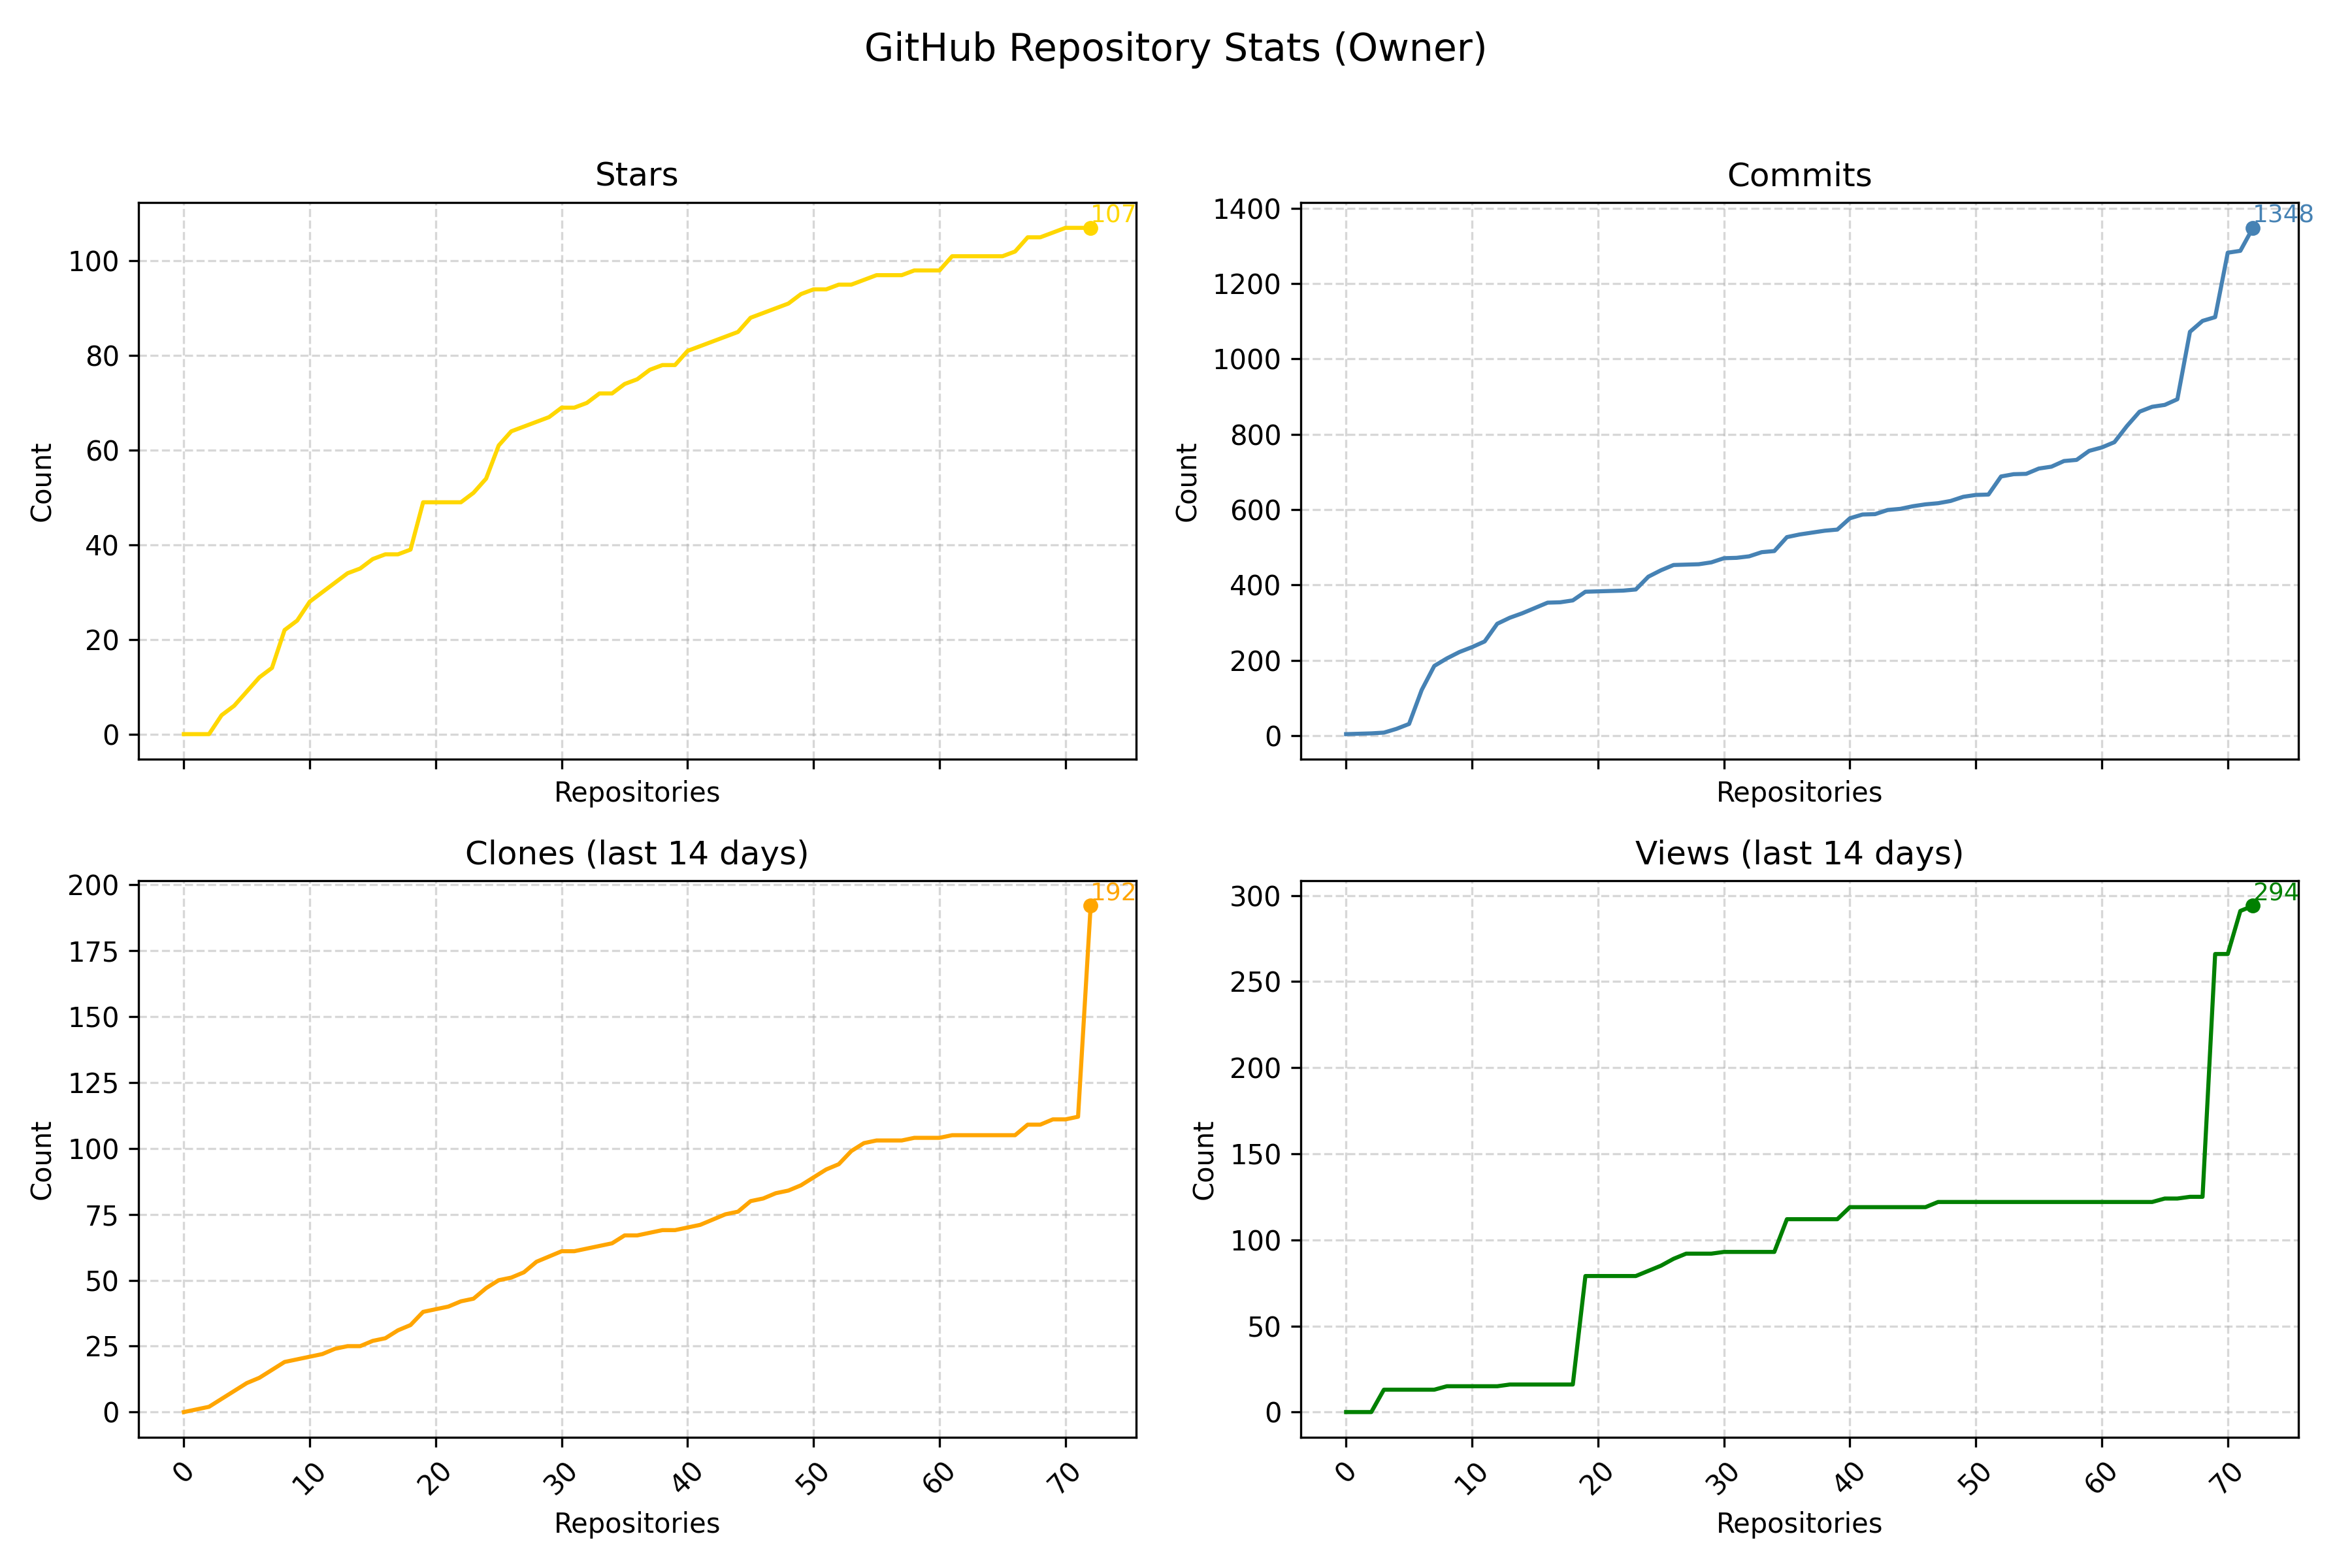 GitHub Repository Stats (Owner)
Stars
107
100
80
60
40
20
0
Count
Repositories
Commits
1348
1400
1200
1000
800
600
400
200
0
Count
Repositories
Clones (last 14 days)
192
200
175
150
125
100
75
50
25
0
Count
0 10 20 30 40 50 60 70
Repositories
Views (last 14 days)
294
300
250
200
150
100
50
0
Count
0 10 20 30 40 50 60 70
Repositories